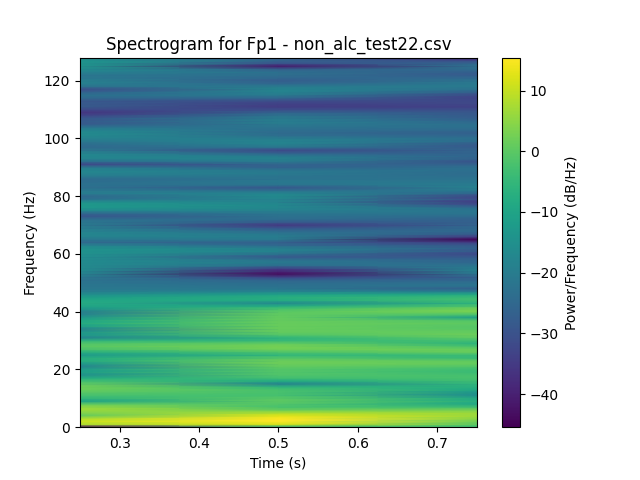 Spectrogram for Fp1 - non_alc_test22.csv
120
100
80
60
40
20
0
Frequency (Hz)
0.3 0.4 0.5 0.6 0.7
Time (s)
10
0
−10
−20
−30
−40
Power/Frequency (dB/Hz)